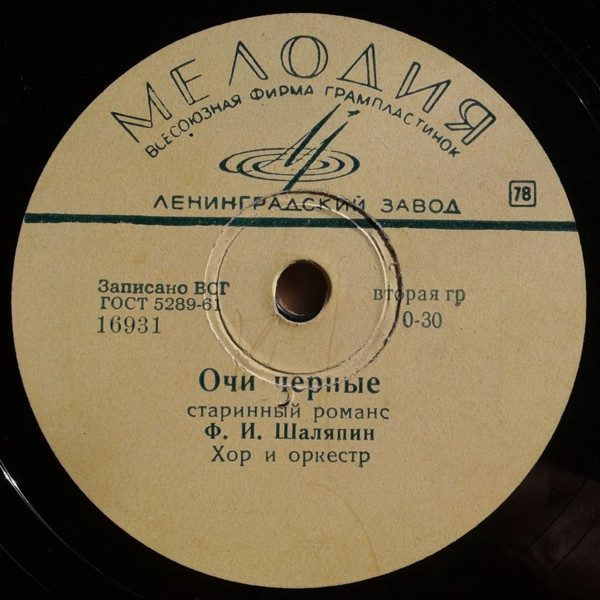 МЕЛОДИЯ
ВСЕСОЮЗНАЯ ФИРМА ГРАМПЛАСТИНОК
ЛЕНИНГРАДСКИЙ ЗАВОД
78
Записано ВСГ
ГОСТ 5289-61
16931
вторая гр
0-30
Очи черные
старинный романс
Ф. И. Шаляпин
Хор и оркестр